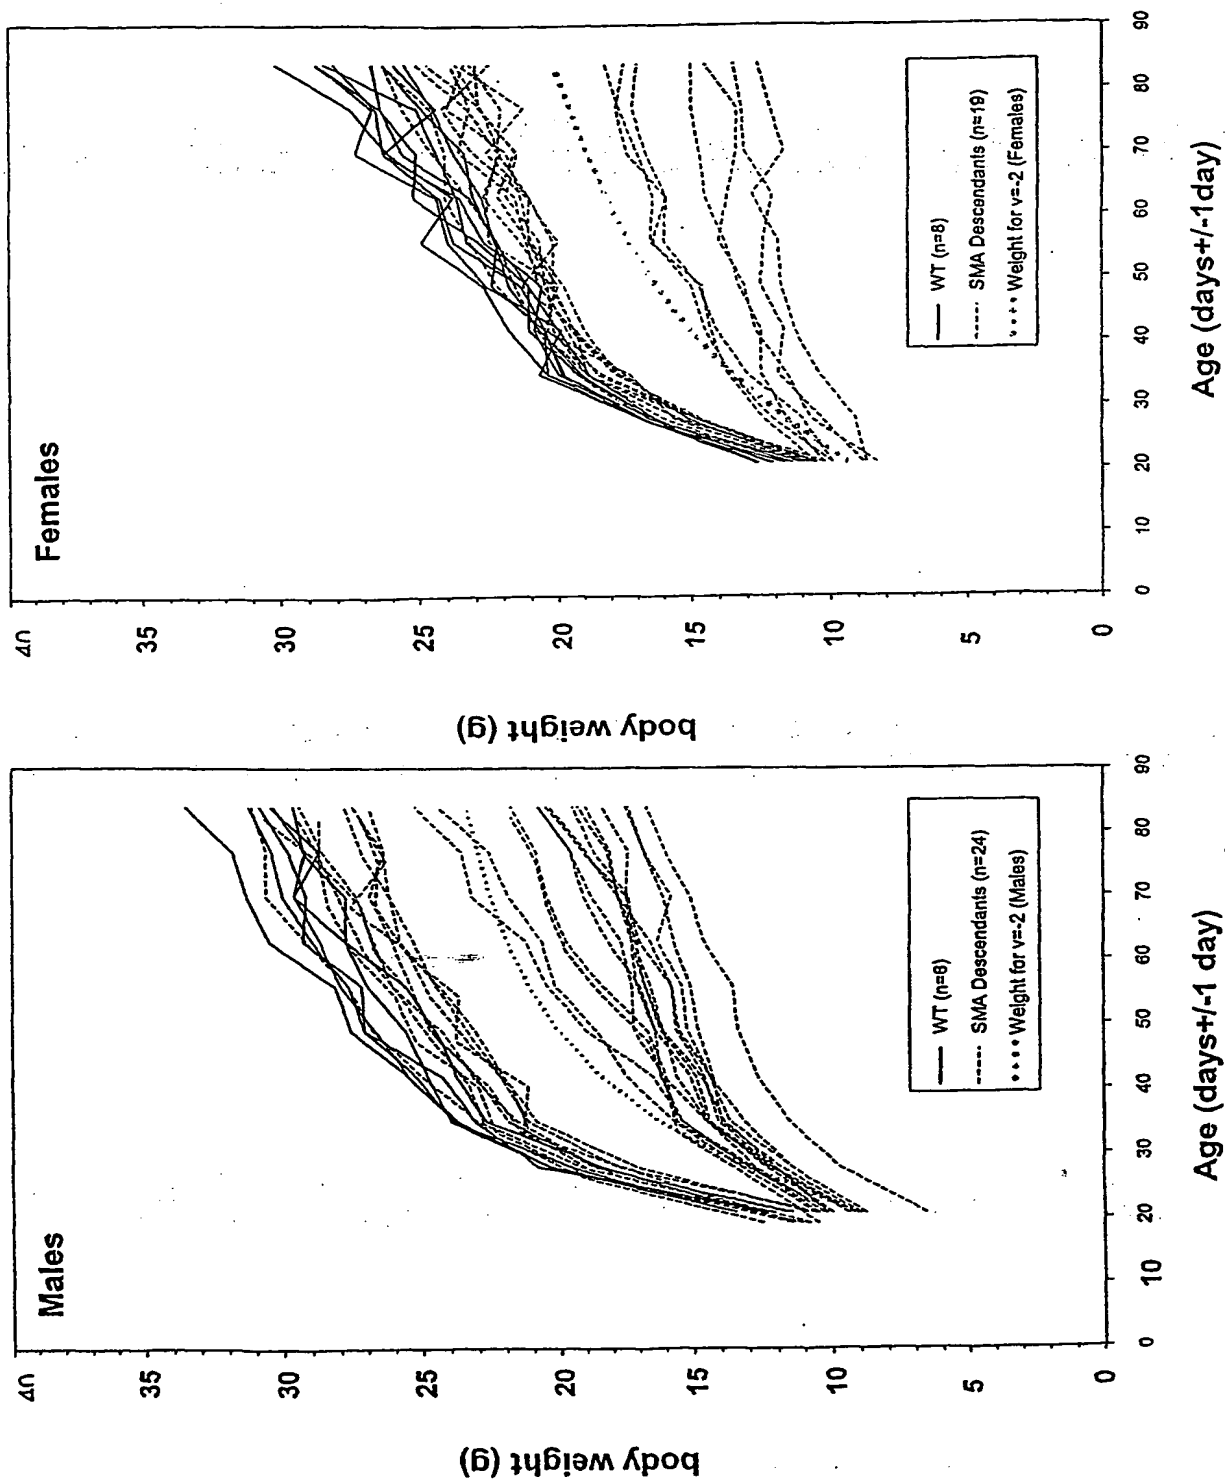 Males
40
35
30
25
20
15
10
5
0
body weight (g)
0 10 20 30 40 50 60 70 80 90
Age (days+/-1 day)
WT (n=6)
SMA Descendants (n=24)
Weight for v=-2 (Males)
Females
40
35
30
25
20
15
10
5
0
body weight (g)
0 10 20 30 40 50 60 70 80 90
Age (days+/-1day)
WT (n=8)
SMA Descendants (n=19)
Weight for v=-2 (Females)